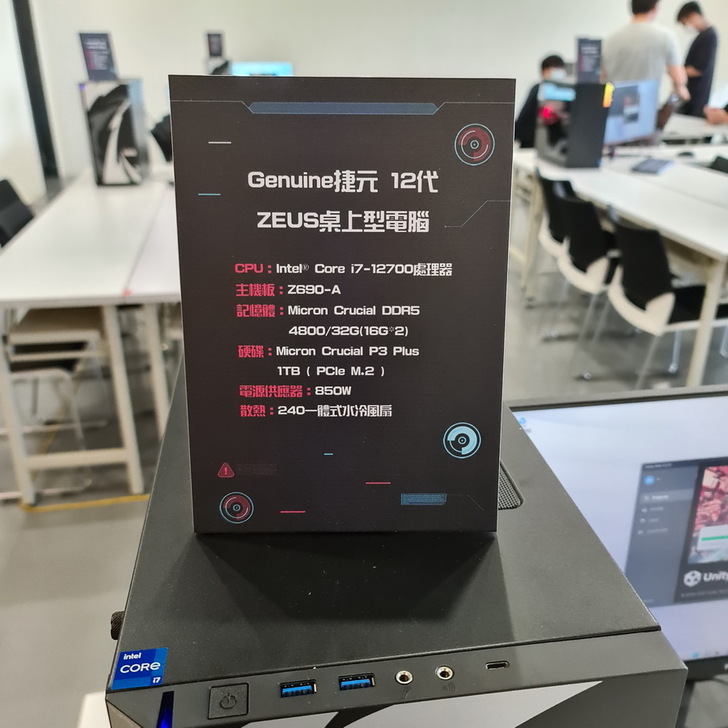 Genuine捷元 12代
ZEUS桌上型電腦
CPU：Intel® Core i7-12700處理器
主機板：Z690-A
記憶體：Micron Crucial DDR5
4800/32G(16G*2)
硬碟：Micron Crucial P3 Plus
1TB ( PCIe M.2 )
電源供應器：850W
散熱：240一體式水冷風扇
intel
CORE
i7
Unity